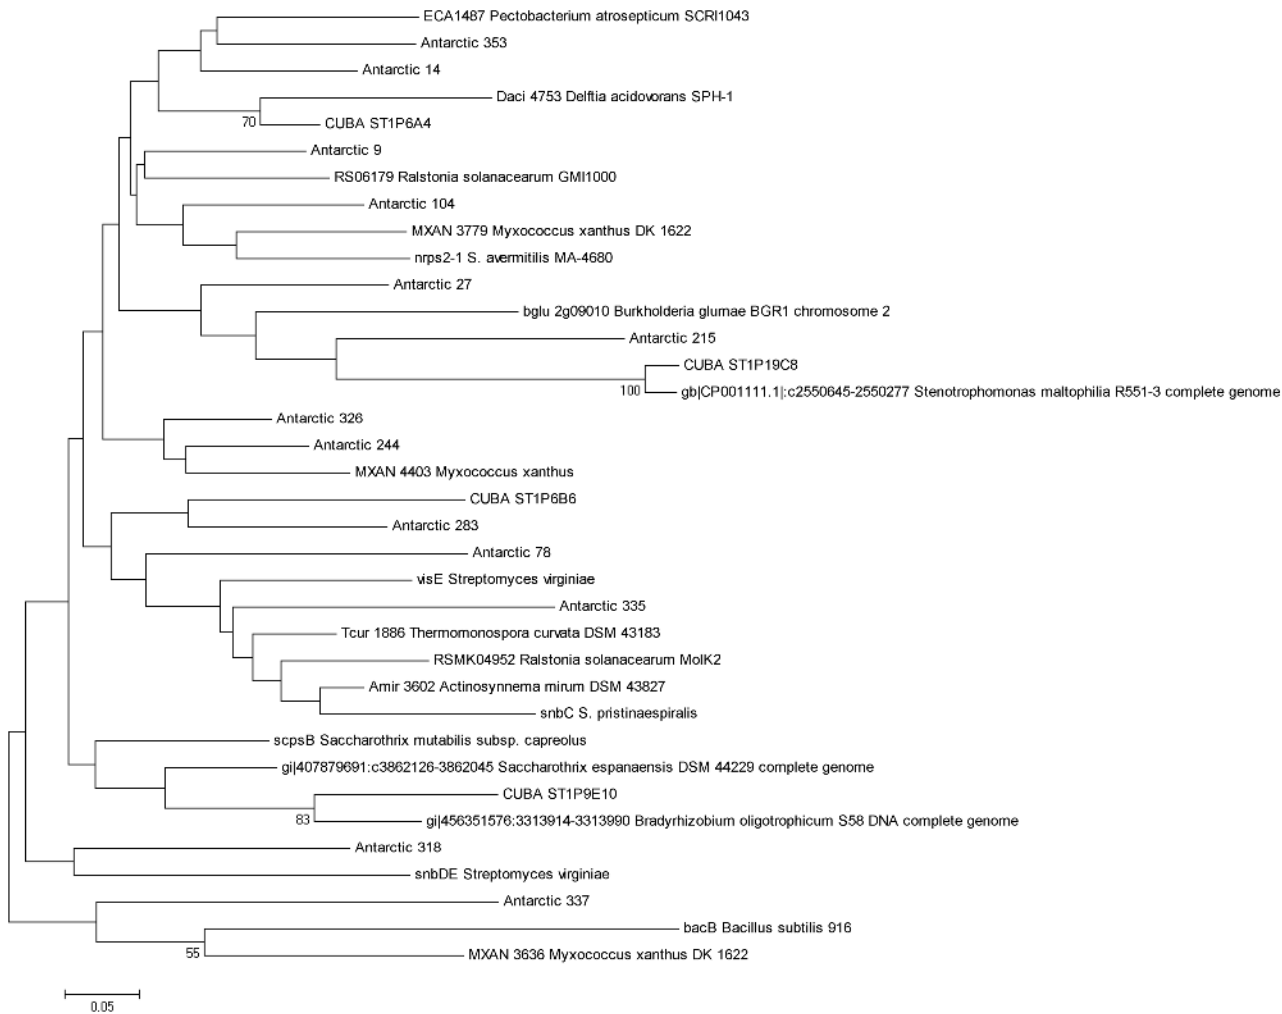 ECA1487 Pectobacterium atrosepticum SCRI1043
Antarctic 353
Antarctic 14
Daci 4753 Delftia acidovorans SPH-1
70
CUBA ST1P6A4
Antarctic 9
RS06179 Ralstonia solanacearum GMI1000
Antarctic 104
MXAN 3779 Myxococcus xanthus DK 1622
nrps2-1 S. avermitilis MA-4680
Antarctic 27
bglu 2g09010 Burkholderia glumae BGR1 chromosome 2
Antarctic 215
CUBA ST1P19C8
100
gb|CP001111.1|:c2550645-2550277 Stenotrophomonas maltophilia R551-3 complete genome
Antarctic 326
Antarctic 244
MXAN 4403 Myxococcus xanthus
CUBA ST1P6B6
Antarctic 283
Antarctic 78
visE Streptomyces virginiae
Antarctic 335
Tcur 1886 Thermomonospora curvata DSM 43183
RSMK04952 Ralstonia solanacearum MolK2
Amir 3602 Actinosynnema mirum DSM 43827
snbC S. pristinaespiralis
scpsB Saccharothrix mutabilis subsp. capreolus
gi|407879691:c3862126-3862045 Saccharothrix espanaensis DSM 44229 complete genome
CUBA ST1P9E10
83
gi|456351576:3313914-3313990 Bradyrhizobium oligotrophicum S58 DNA complete genome
Antarctic 318
snbDE Streptomyces virginiae
Antarctic 337
bacB Bacillus subtilis 916
55
MXAN 3636 Myxococcus xanthus DK 1622
0.05